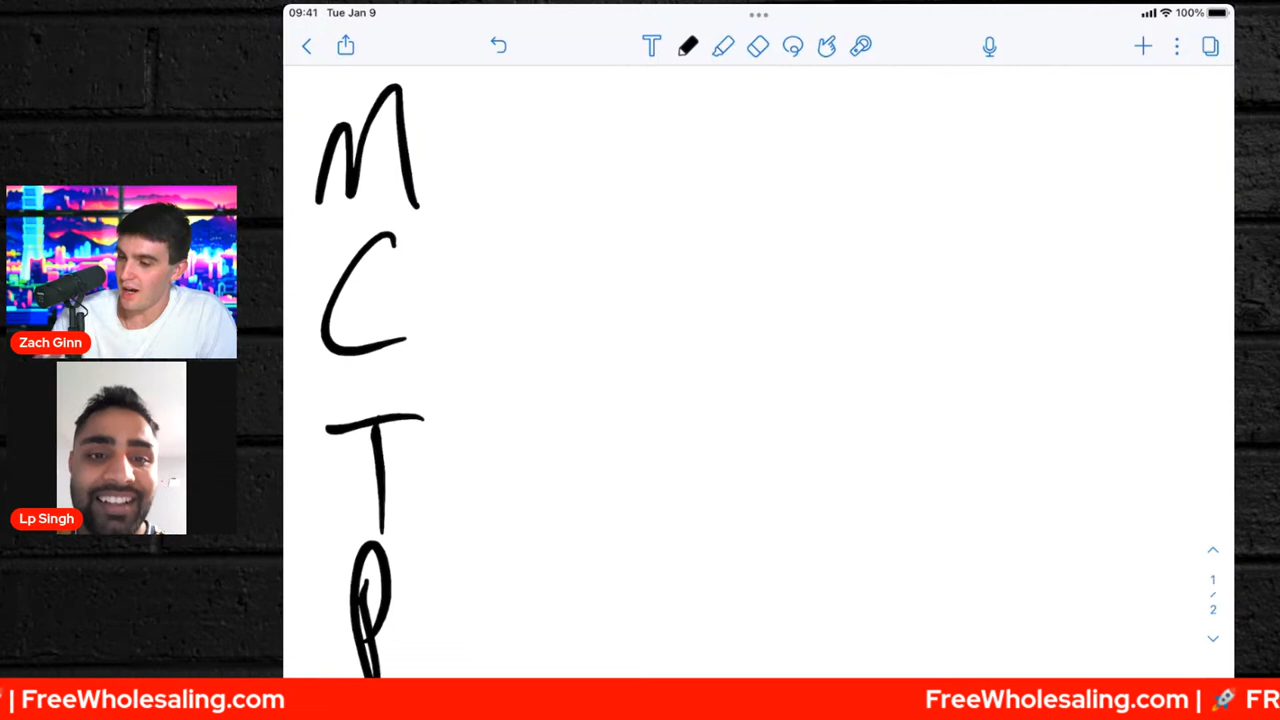 09:41 Tue Jan 9
100%
M
C
T
P
Zach Ginn
Lp Singh
1
2
| FreeWholesaling.com
FreeWholesaling.com | 🚀 FR